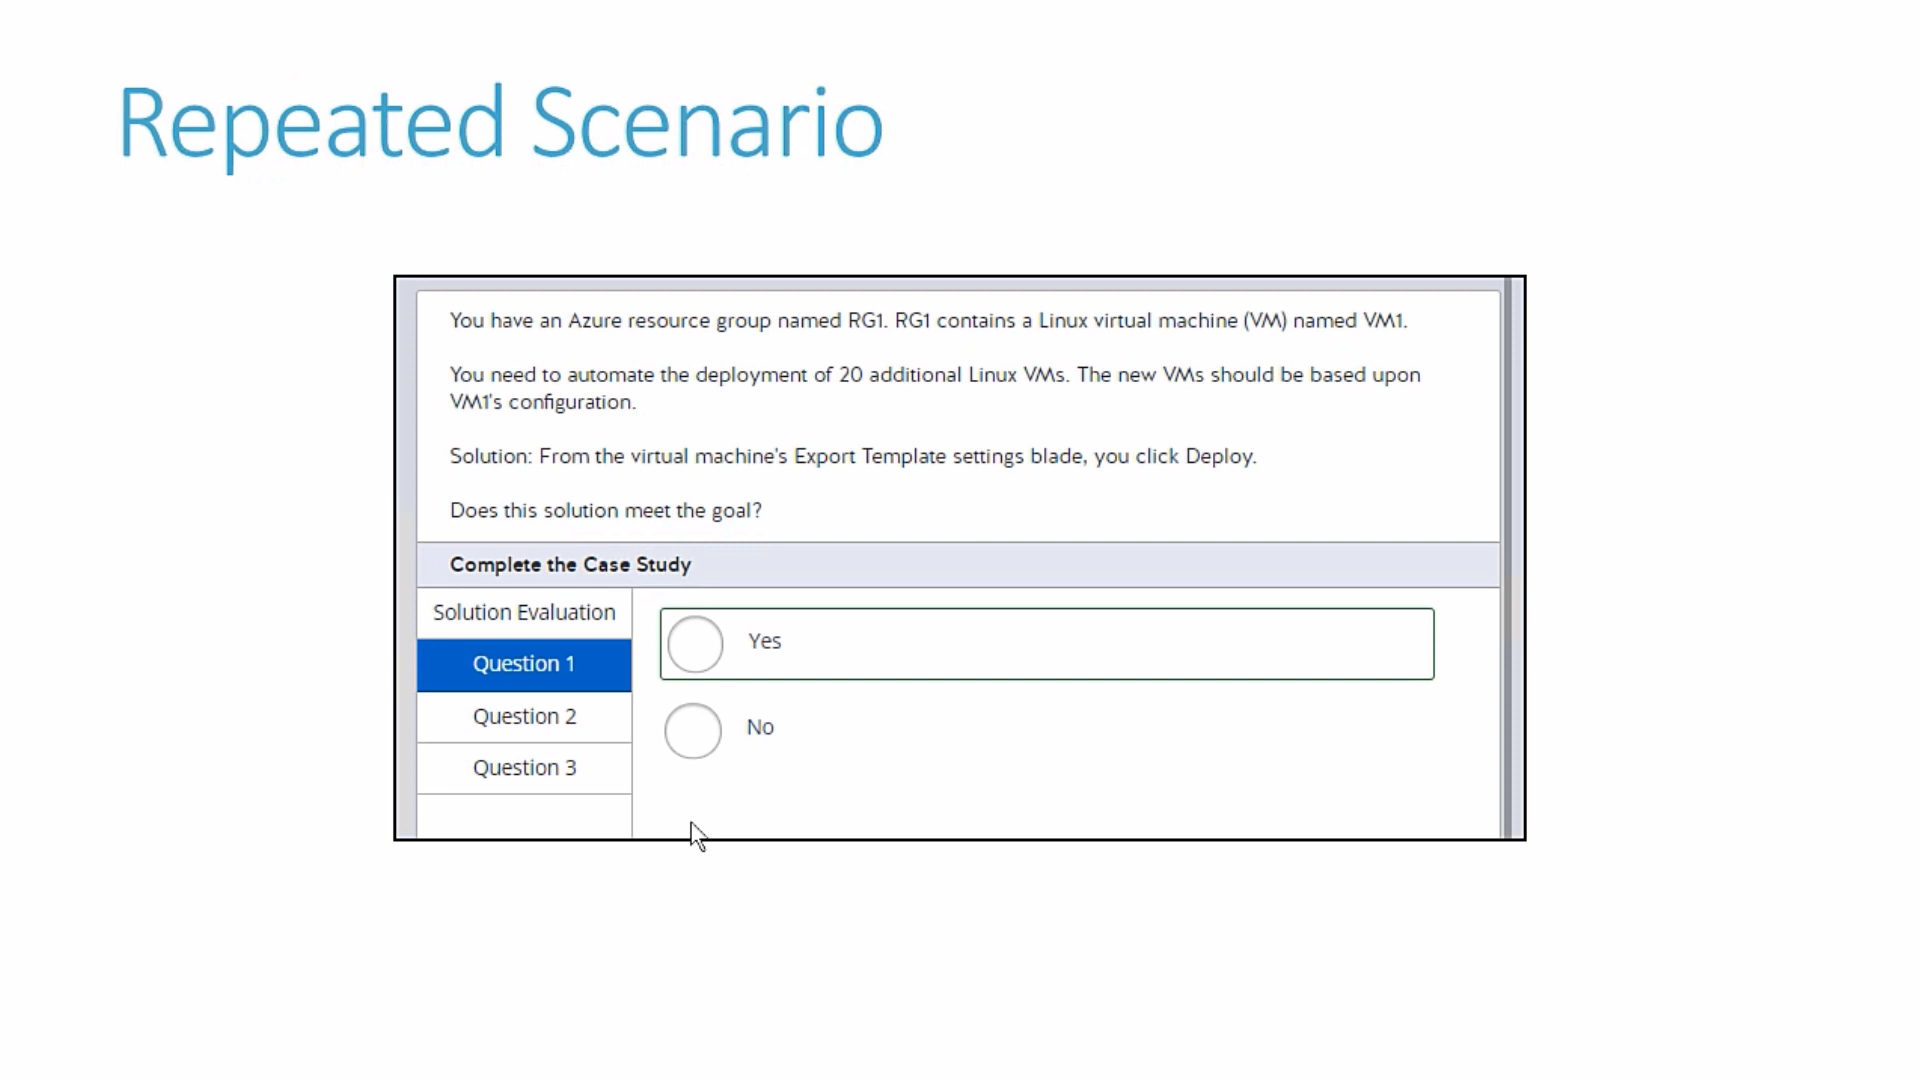 Repeated Scenario
You have an Azure resource group named RG1. RG1 contains a Linux virtual machine (VM) named VM1.
You need to automate the deployment of 20 additional Linux VMs. The new VMs should be based upon
VM1's configuration.
Solution: From the virtual machine's Export Template settings blade, you click Deploy.
Does this solution meet the goal?
Complete the Case Study
Solution Evaluation
Question 1
Question 2
Question 3
Yes
No